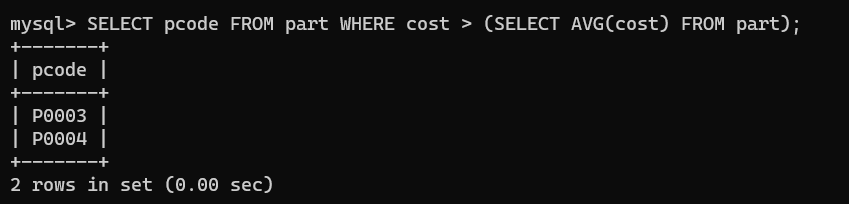 mysql> SELECT pcode FROM part WHERE cost > (SELECT AVG(cost) FROM part);
+-------+
| pcode |
+-------+
| P0003 |
| P0004 |
+-------+
2 rows in set (0.00 sec)